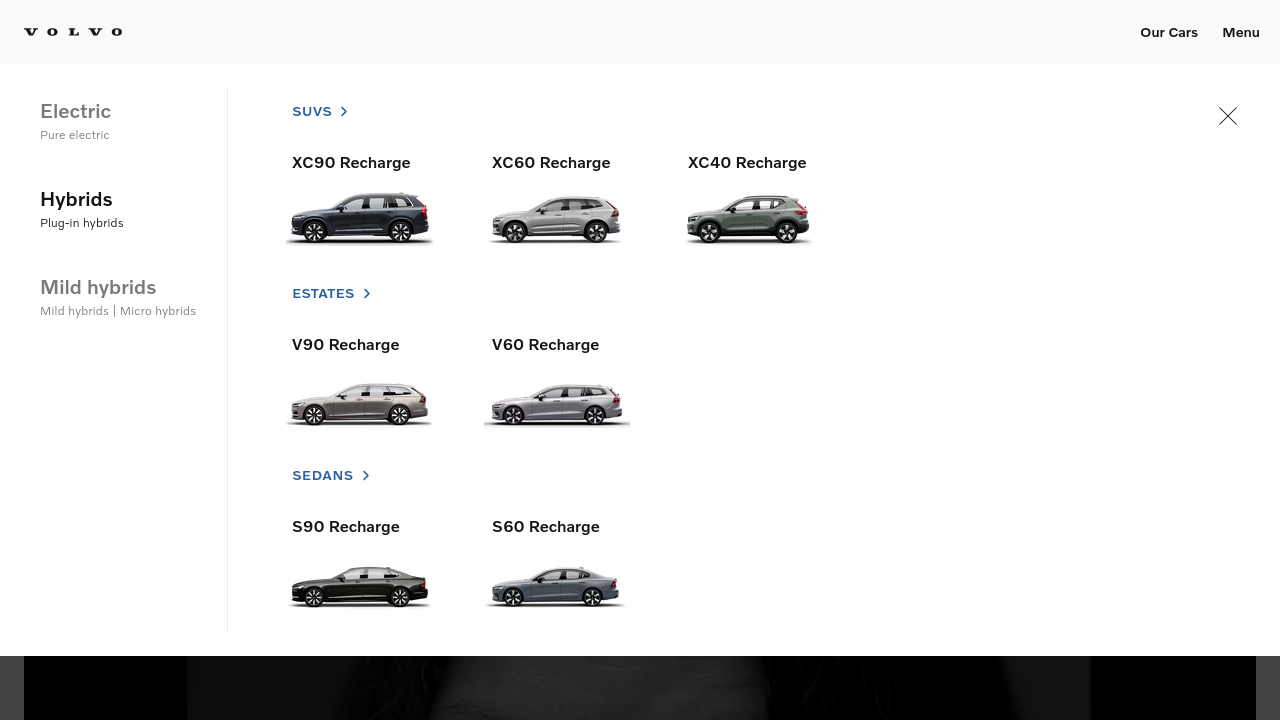 VOLVO
Our Cars Menu
Electric
Pure electric
Hybrids
Plug-in hybrids
Mild hybrids
Mild hybrids | Micro hybrids
SUVS
XC90 Recharge
XC60 Recharge
XC40 Recharge
ESTATES
V90 Recharge
V60 Recharge
SEDANS
S90 Recharge
S60 Recharge